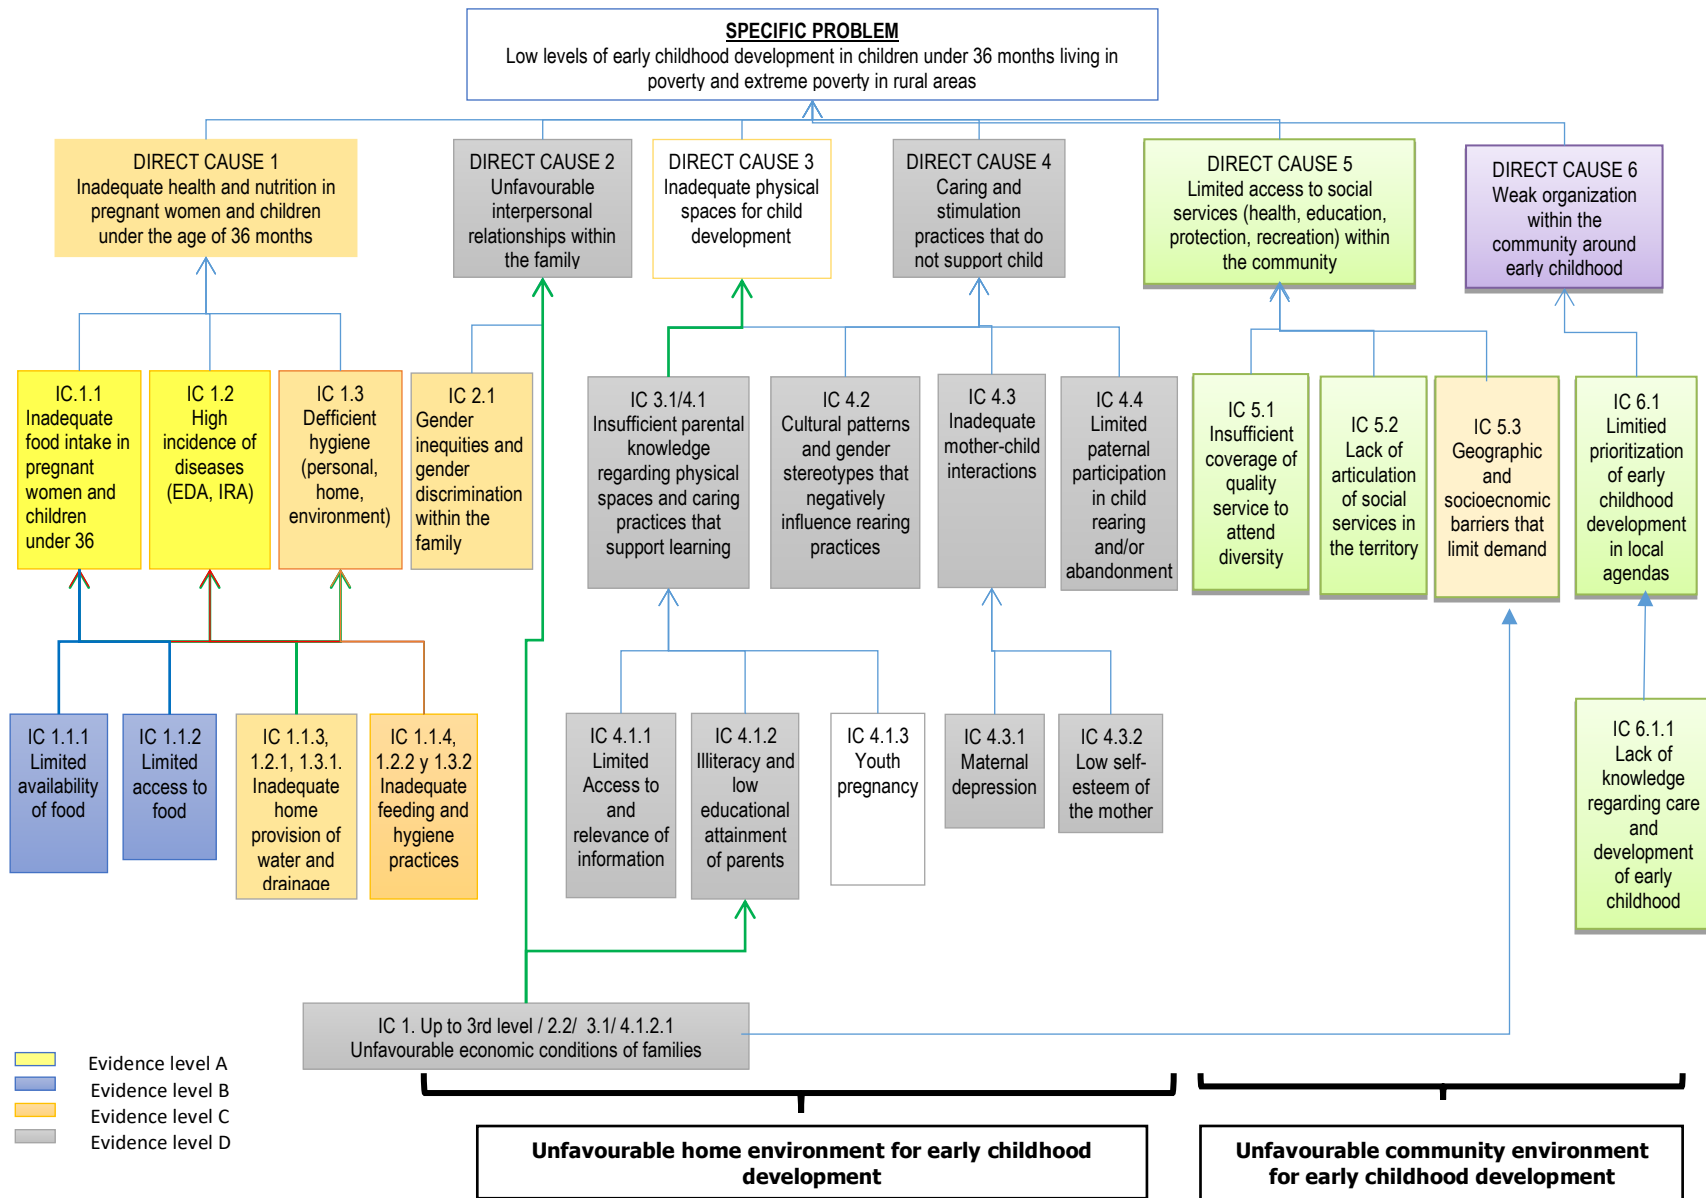 SPECIFIC PROBLEM
Low levels of early childhood development in children under 36 months living in
poverty and extreme poverty in rural areas
DIRECT CAUSE 1
Inadequate health and nutrition in
pregnant women and children
under the age of 36 months
DIRECT CAUSE 2
Unfavourable
interpersonal
relationships within
the family
DIRECT CAUSE 3
Inadequate physical
spaces for child
development
DIRECT CAUSE 4
Caring and
stimulation
practices that do
not support child
DIRECT CAUSE 5
Limited access to social
services (health, education,
protection, recreation) within
the community
DIRECT CAUSE 6
Weak organization
within the
community around
early childhood
IC.1.1
Inadequate
food intake in
pregnant
women and
children
under 36
IC 1.2
High
incidence of
diseases
(EDA, IRA)
IC 1.3
Defficient
hygiene
(personal,
home,
environment)
IC 2.1
Gender
inequities and
gender
discrimination
within the
family
IC 3.1/4.1
Insufficient parental
knowledge
regarding physical
spaces and caring
practices that
support learning
IC 4.2
Cultural patterns
and gender
stereotypes that
negatively
influence rearing
practices
IC 4.3
Inadequate
mother-child
interactions
IC 4.4
Limited
paternal
participation
in child
rearing
and/or
abandonment
IC 5.1
Insufficient
coverage of
quality
service to
attend
diversity
IC 5.2
Lack of
articulation
of social
services in
the territory
IC 5.3
Geographic
and
socioecnomic
barriers that
limit demand
IC 6.1
Limitied
prioritization
of early
childhood
development
in local
agendas
IC 1.1.1
Limited
availability
of food
IC 1.1.2
Limited
access to
food
IC 1.1.3,
1.2.1, 1.3.1.
Inadequate
home
provision of
water and
drainage
IC 1.1.4,
1.2.2 y 1.3.2
Inadequate
feeding and
hygiene
practices
IC 4.1.1
Limited
Access to
and
relevance of
information
IC 4.1.2
Illiteracy and
low
educational
attainment
of parents
IC 4.1.3
Youth
pregnancy
IC 4.3.1
Maternal
depression
IC 4.3.2
Low self-
esteem of
the mother
IC 6.1.1
Lack of
knowledge
regarding care
and
development
of early
childhood
IC 1. Up to 3rd level / 2.2/ 3.1/ 4.1.2.1
Unfavourable economic conditions of families
Evidence level A
Evidence level B
Evidence level C
Evidence level D
Unfavourable home environment for early childhood
development
Unfavourable community environment
for early childhood development